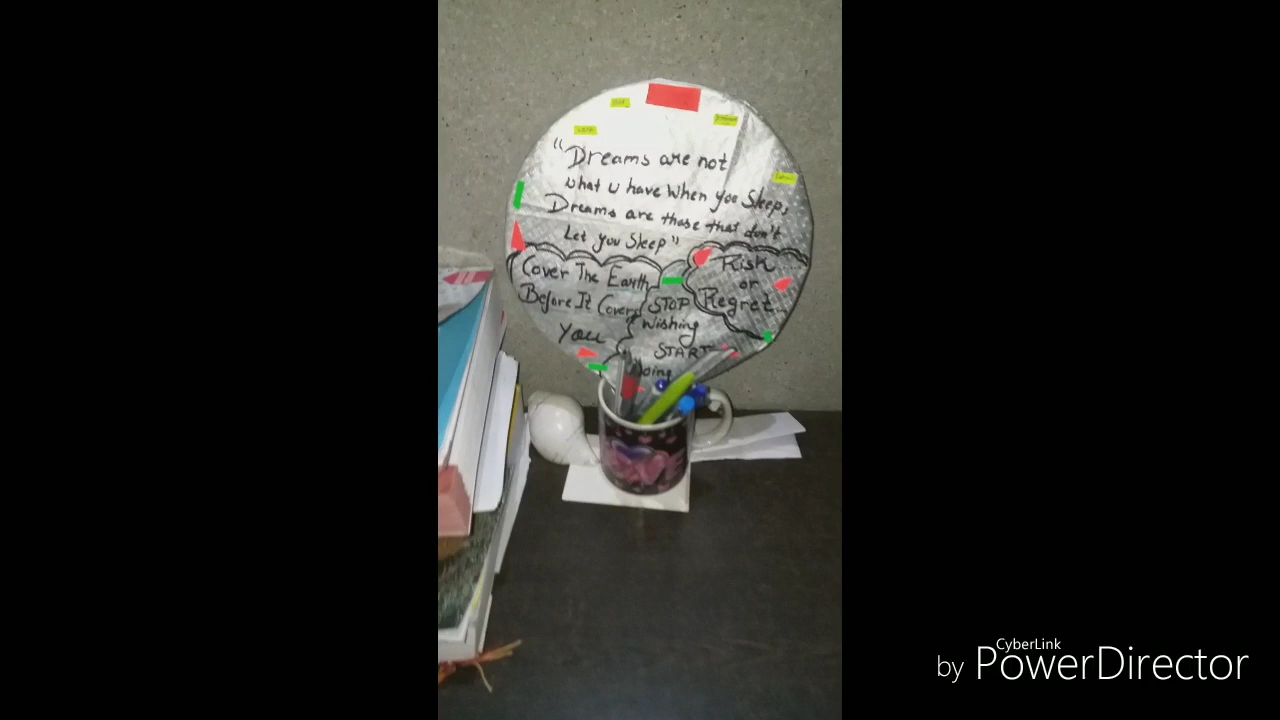 "Dreams are not
what u have When you Sleep,
Dreams are those that don't
Let you Sleep"
Cover The Earth
Before It Covers
You
Risk
or
Regret...
STOP
Wishing
START
Doing
CyberLink
by PowerDirector